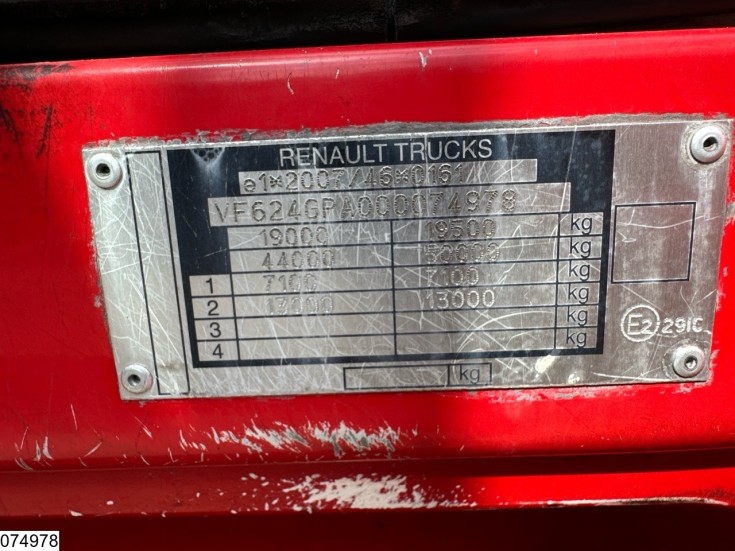 RENAULT TRUCKS
e1*2007/46*0161*
VF624GPA000074978
19000 19500 kg
44000 50000 kg
1 7100 7100 kg
2 13000 13000 kg
3 kg
4 kg
kg
E2 291C
074978